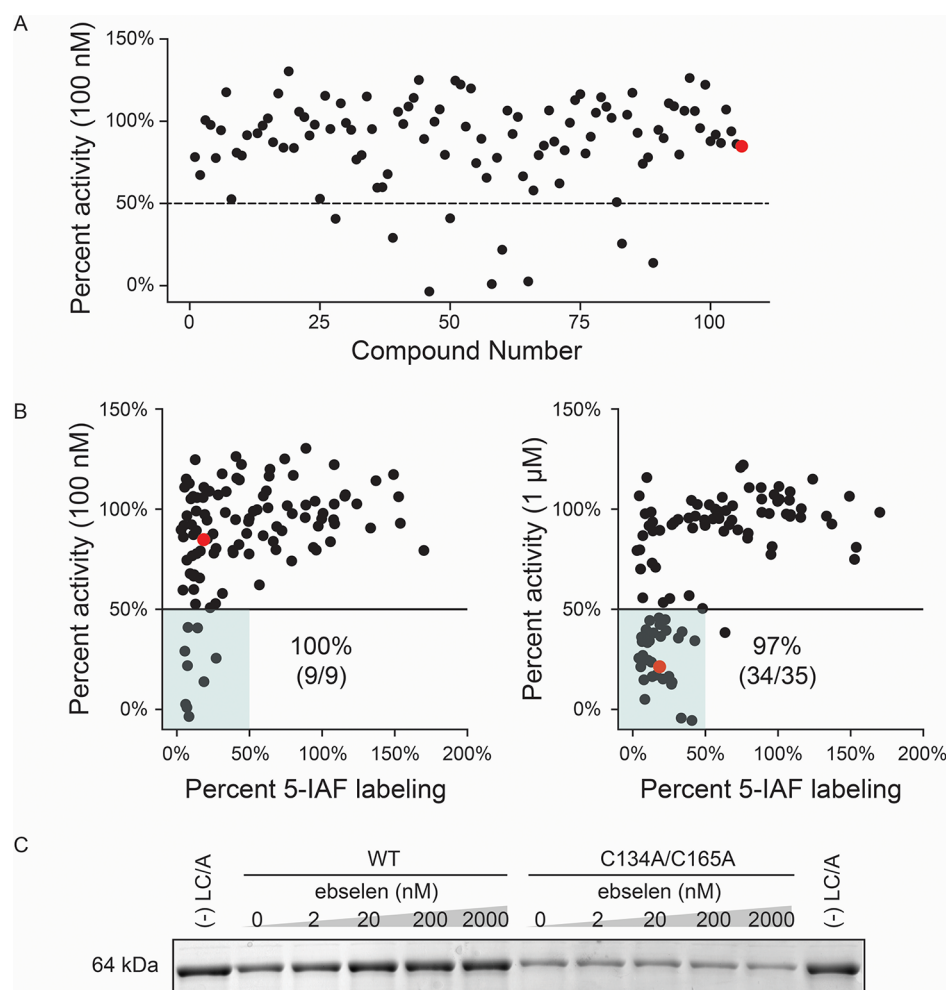 A
Percent activity (100 nM)
150%
100%
50%
0%
0 25 50 75 100
Compound Number
B
Percent activity (100 nM)
150%
100%
50%
0%
100%
(9/9)
0% 50% 100% 150% 200%
Percent 5-IAF labeling
Percent activity (1 µM)
150%
100%
50%
0%
97%
(34/35)
0% 50% 100% 150% 200%
Percent 5-IAF labeling
C
(-) LC/A
WT
ebselen (nM)
0 2 20 200 2000
C134A/C165A
ebselen (nM)
0 2 20 200 2000
(-) LC/A
64 kDa